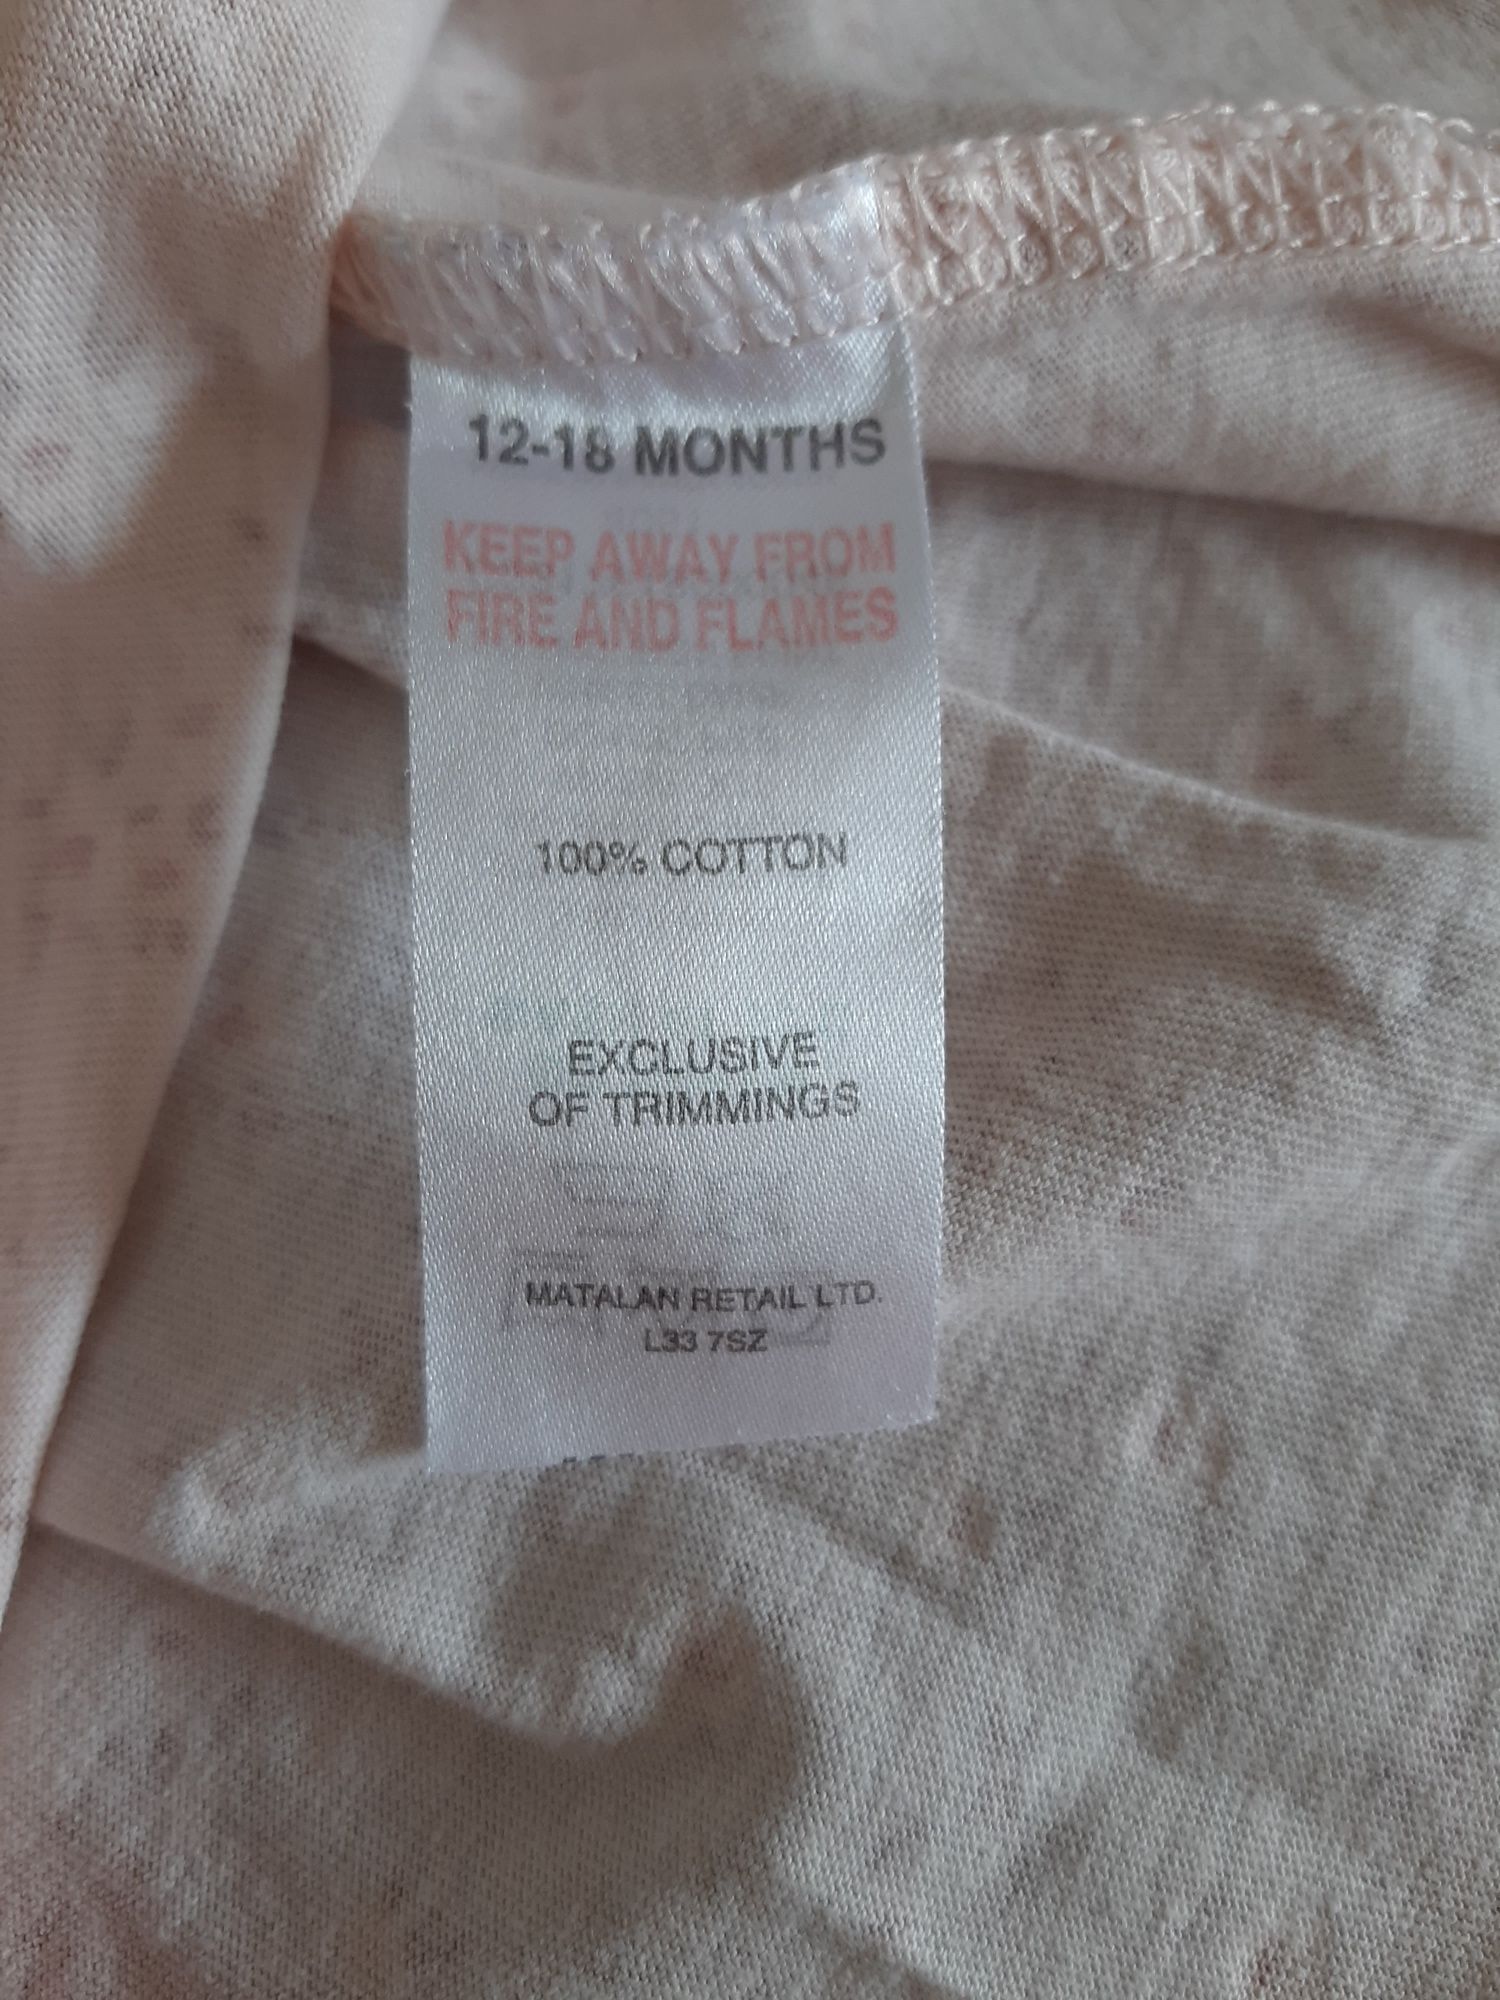 12-18 MONTHS
KEEP AWAY FROM
FIRE AND FLAMES
100% COTTON
EXCLUSIVE
OF TRIMMINGS
MATALAN RETAIL LTD.
L33 7SZ